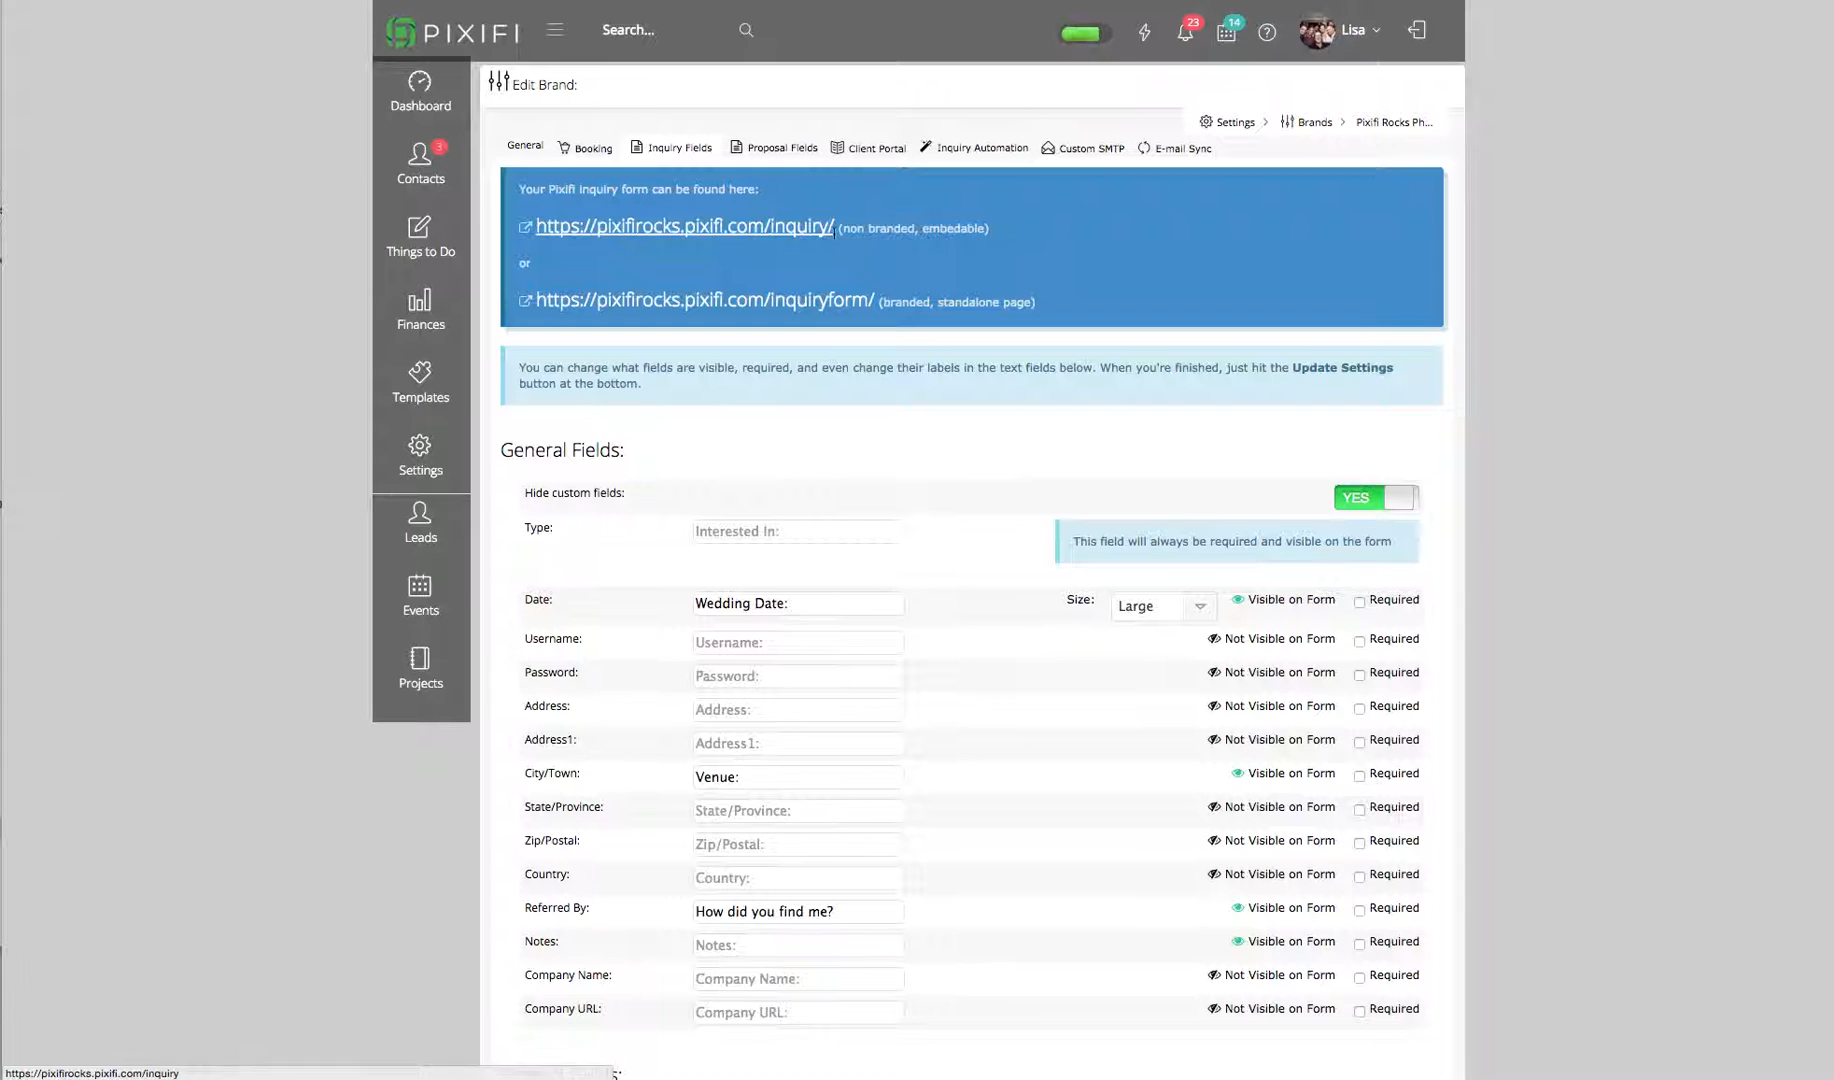 PIXIFI
Search...
23
14
Lisa
Dashboard
3
Contacts
Things to Do
Finances
Templates
Settings
Leads
Events
Projects
Edit Brand:
Settings > Brands > Pixifi Rocks Ph...
General Booking Inquiry Fields Proposal Fields Client Portal Inquiry Automation Custom SMTP E-mail Sync
Your Pixifi inquiry form can be found here:
https://pixifirocks.pixifi.com/inquiry/ (non branded, embedable)
or
https://pixifirocks.pixifi.com/inquiryform/ (branded, standalone page)
You can change what fields are visible, required, and even change their labels in the text fields below. When you're finished, just hit the Update Settings
button at the bottom.
General Fields:
Hide custom fields: YES
Type: Interested In: This field will always be required and visible on the form
Date: Wedding Date: Size: Large Visible on Form Required
Username: Username: Not Visible on Form Required
Password: Password: Not Visible on Form Required
Address: Address: Not Visible on Form Required
Address1: Address1: Not Visible on Form Required
City/Town: Venue: Visible on Form Required
State/Province: State/Province: Not Visible on Form Required
Zip/Postal: Zip/Postal: Not Visible on Form Required
Country: Country: Not Visible on Form Required
Referred By: How did you find me? Visible on Form Required
Notes: Notes: Visible on Form Required
Company Name: Company Name: Not Visible on Form Required
Company URL: Company URL: Not Visible on Form Required
https://pixifirocks.pixifi.com/inquiry